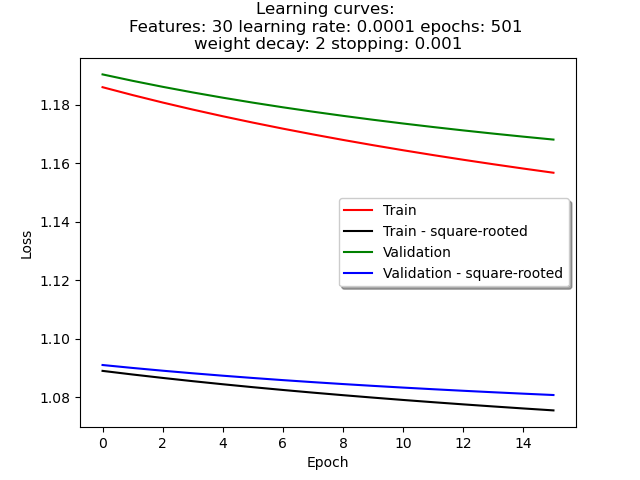 Learning curves:
Features: 30 learning rate: 0.0001 epochs: 501
weight decay: 2 stopping: 0.001
1.18
1.16
1.14
1.12
1.10
1.08
Loss
Train
Train - square-rooted
Validation
Validation - square-rooted
0 2 4 6 8 10 12 14
Epoch